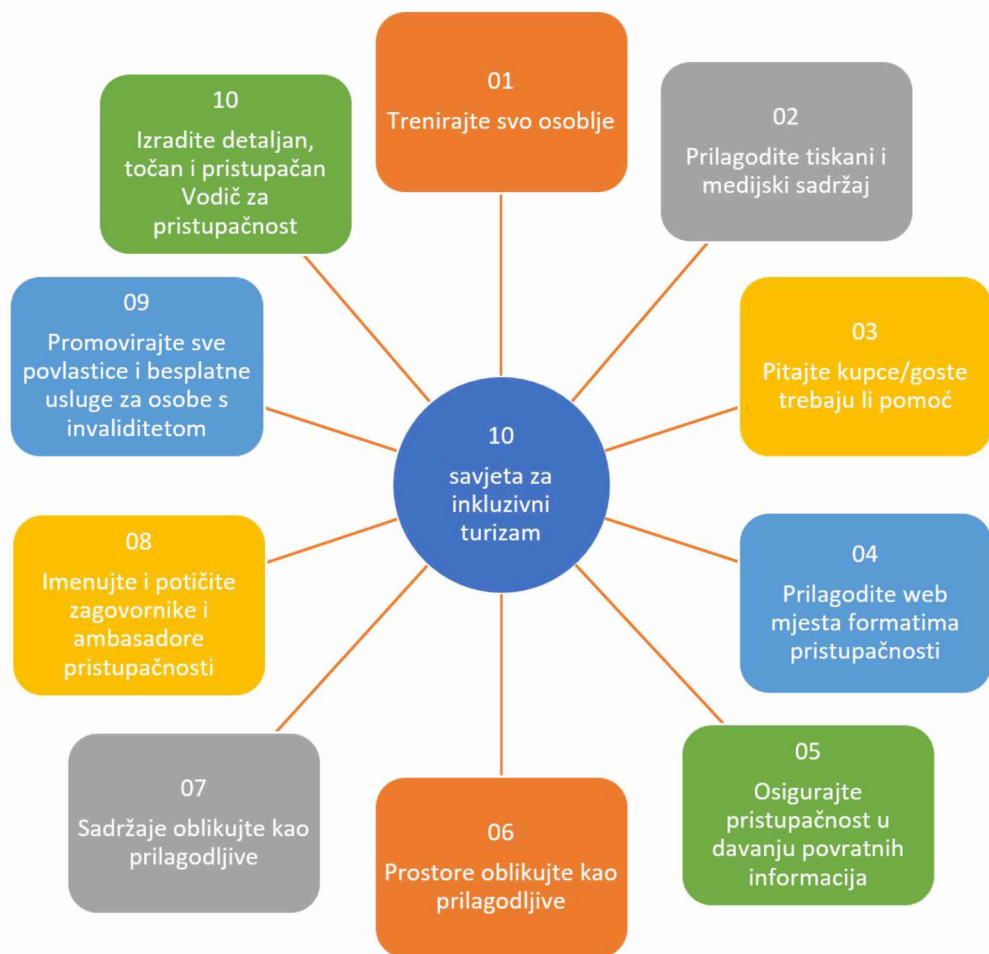 10
savjeta za
inkluzivni
turizam
01
Trenirajte svo osoblje
02
Prilagodite tiskani i
medijski sadržaj
03
Pitajte kupce/goste
trebaju li pomoć
04
Prilagodite web
mjesta formatima
pristupačnosti
05
Osigurajte
pristupačnost u
davanju povratnih
informacija
06
Prostore oblikujte kao
prilagodljive
07
Sadržaje oblikujte kao
prilagodljive
08
Imenujte i potičite
zagovornike i
ambasadore
pristupačnosti
09
Promovirajte sve
povlastice i besplatne
usluge za osobe s
invaliditetom
10
Izradite detaljan,
točan i pristupačan
Vodič za
pristupačnost